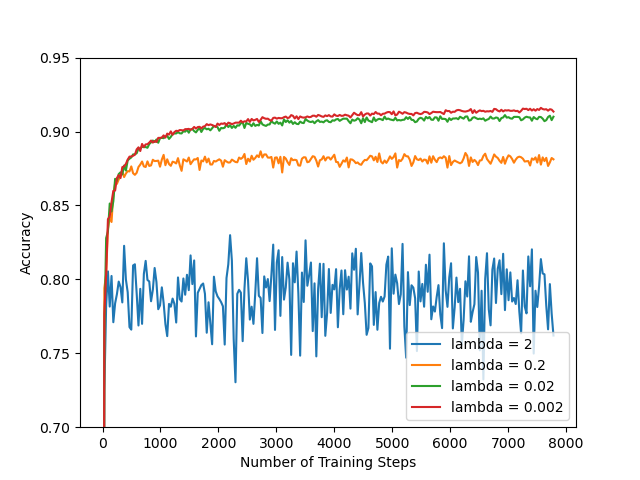 0.95
0.90
0.85
0.80
0.75
0.70
Accuracy
lambda = 2
lambda = 0.2
lambda = 0.02
lambda = 0.002
0 1000 2000 3000 4000 5000 6000 7000 8000
Number of Training Steps